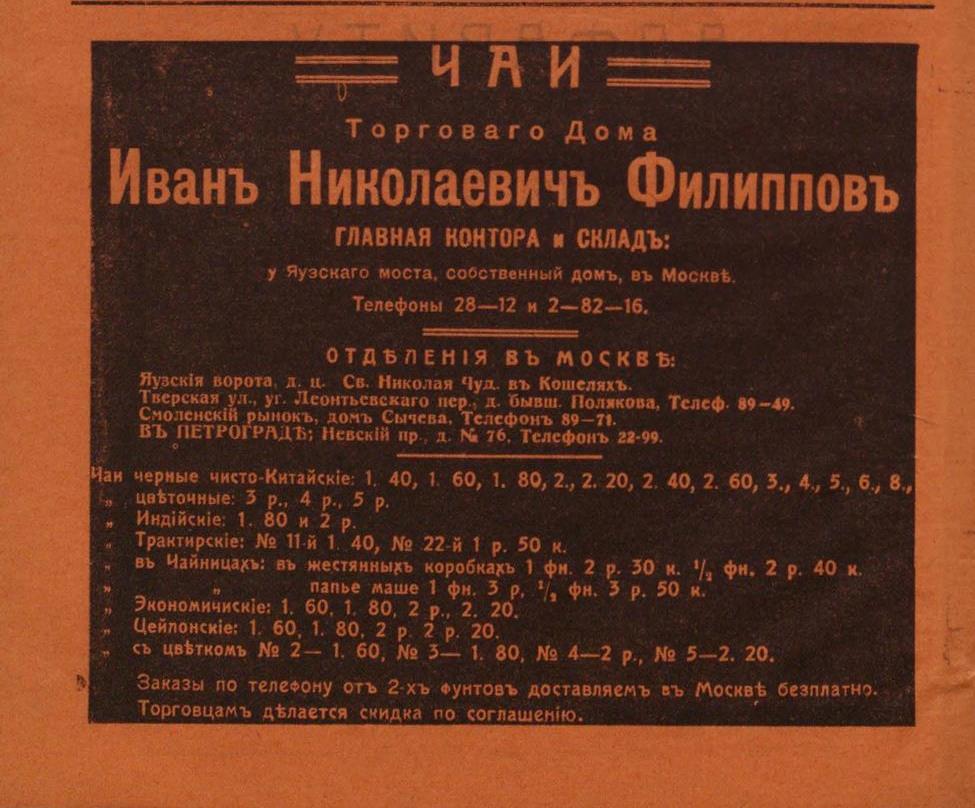 ЧАИ
Торговаго Дома
Иванъ Николаевичъ Филипповъ
ГЛАВНАЯ КОНТОРА и СКЛАДЪ:
у Яузскаго моста, собственный домъ, въ Москвѣ.
Телефоны 28—12 и 2—82—16.
ОТДѢЛЕНІЯ ВЪ МОСКВѢ:
Яузскія ворота, д. ц. Св. Николая Чуд. въ Кошеляхъ.
Тверская ул., уг. Леонтьевскаго пер., д. бывш. Полякова, Телеф. 89—49.
Смоленскій рынокъ, домъ Сычева, Телефонъ 89—71.
ВЪ ПЕТРОГРАДѢ; Невскій пр., д. № 76, Телефонъ 22-99.
Чаи черные чисто-Китайскіе: 1. 40, 1. 60, 1. 80, 2., 2. 20, 2. 40, 2. 60, 3., 4., 5., 6., 8.,
„ цвѣточные: 3 р., 4 р., 5 р.
„ Индійскіе: 1. 80 и 2 р.
„ Трактирскіе: № 11-й 1. 40, № 22-й 1 р. 50 к.
„ въ Чайницахъ: въ жестянныхъ коробкахъ 1 фн. 2 р. 30 к. ½ фн. 2 р. 40 к.
„ „ папье маше 1 фн. 3 р, ½ фн. 3 р. 50 к.
„ Экономичискіе: 1. 60, 1. 80, 2 р., 2. 20.
„ Цейлонскіе: 1. 60, 1. 80, 2 р. 2 р. 20.
„ съ цвѣткомъ № 2— 1. 60, № 3— 1. 80, № 4—2 р., № 5—2. 20.
Заказы по телефону отъ 2-хъ фунтовъ доставляемъ въ Москвѣ безплатно.
Торговцамъ дѣлается скидка по соглашенію.